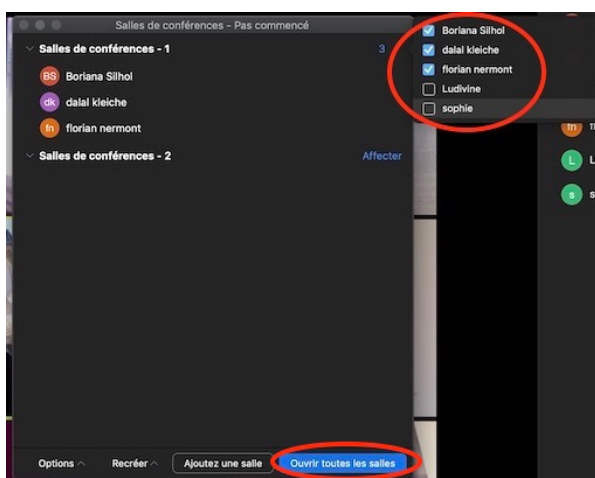 Salles de conférences - Pas commencé
Salles de conférences - 1 3
BS Boriana Silhol
dk dalal kleiche
fn florian nermont
Salles de conférences - 2 Affecter
Boriana Silhol
dalal kleiche
florian nermont
Ludivine
sophie
fn
L L
s s
Options Recréer Ajoutez une salle Ouvrir toutes les salles